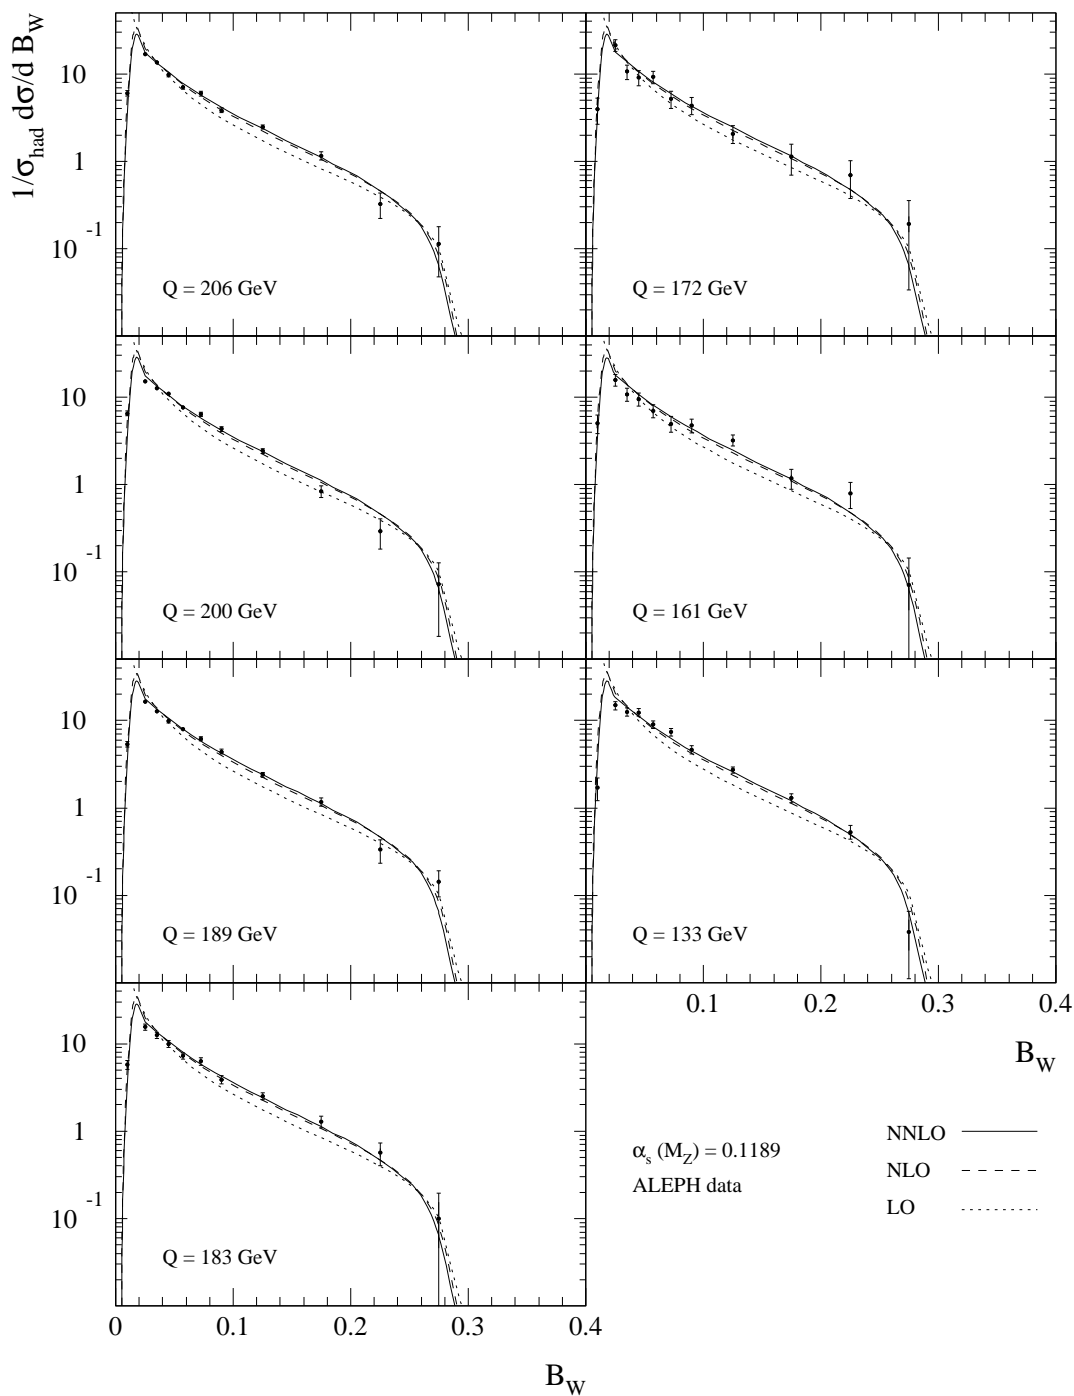 1/σ_had dσ/d B_W
10
1
10^-1
Q = 206 GeV
Q = 172 GeV
10
1
10^-1
Q = 200 GeV
Q = 161 GeV
10
1
10^-1
Q = 189 GeV
Q = 133 GeV
0.1 0.2 0.3 0.4
B_W
10
1
10^-1
Q = 183 GeV
α_s (M_Z) = 0.1189
ALEPH data
NNLO
NLO
LO
0 0.1 0.2 0.3 0.4
B_W